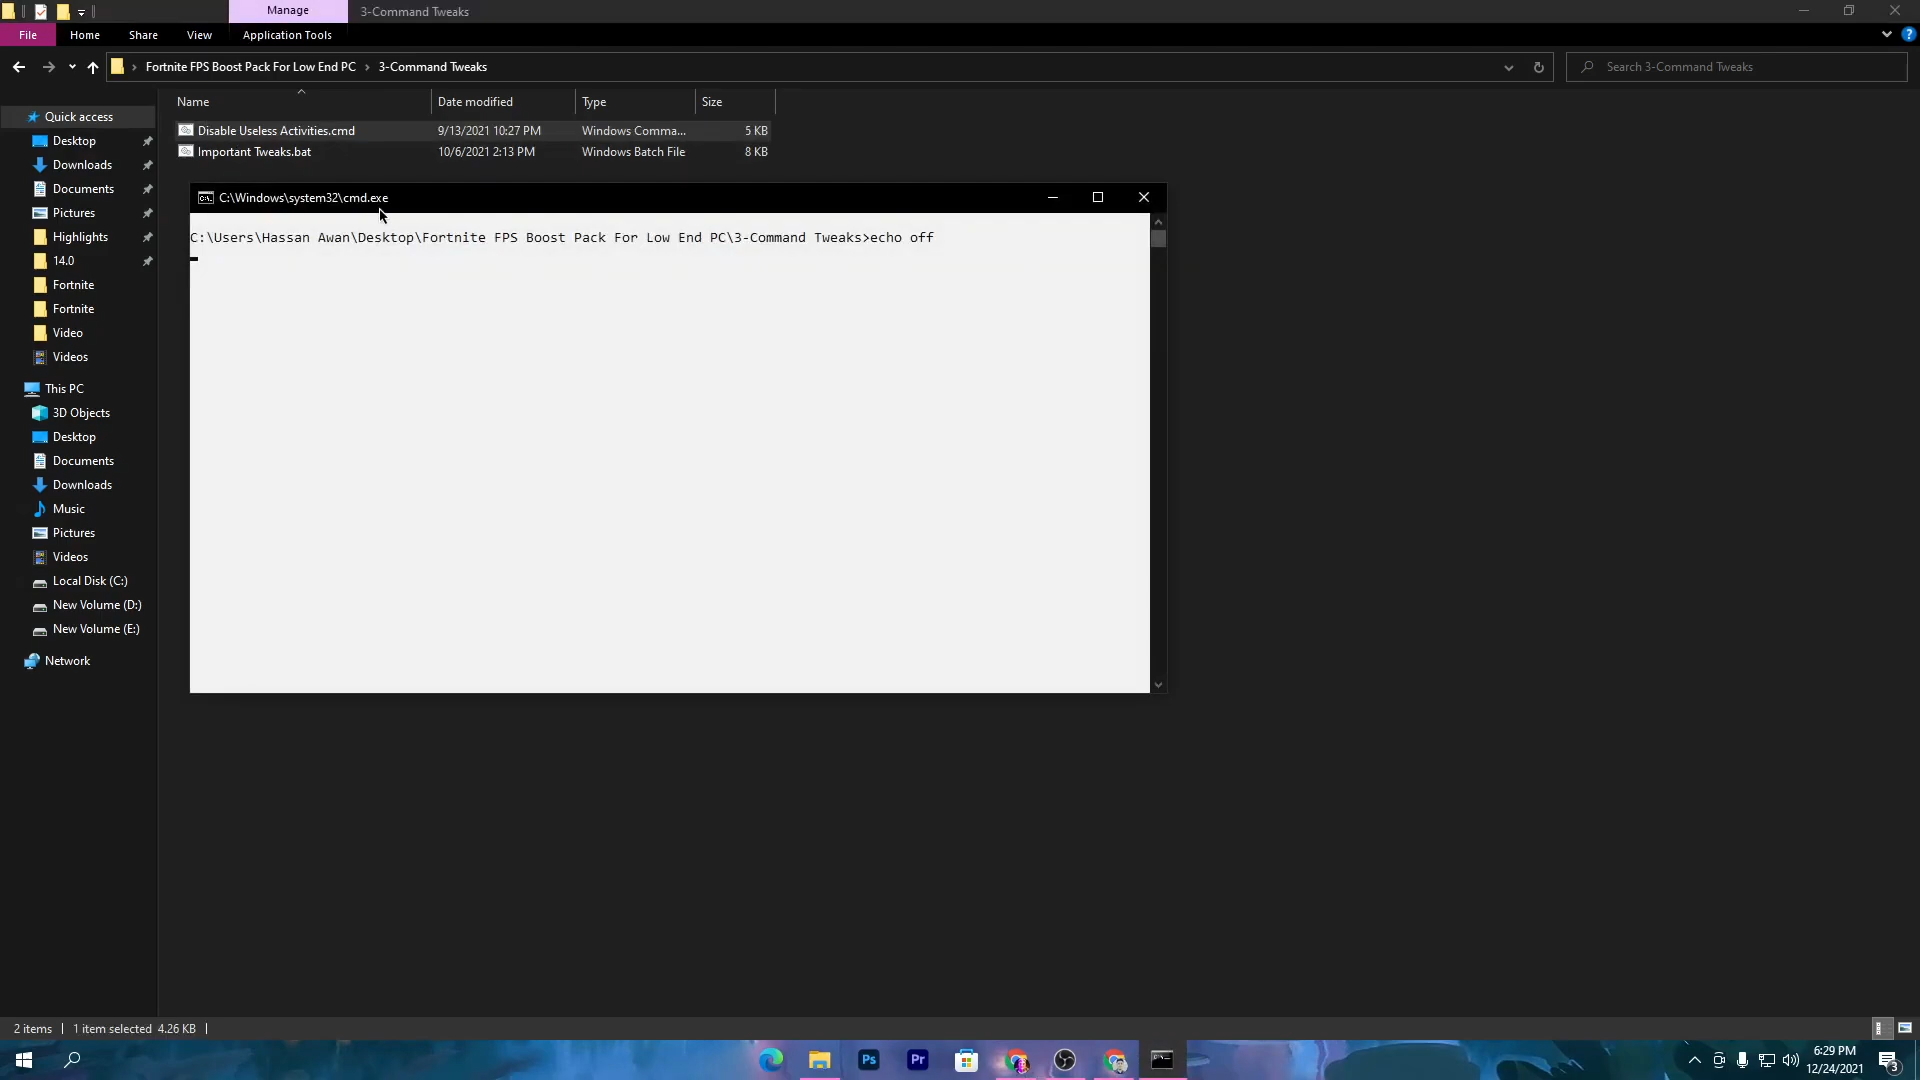 Manage
3-Command Tweaks
File
Home
Share
View
Application Tools
Fortnite FPS Boost Pack For Low End PC
3-Command Tweaks
Search 3-Command Tweaks
Name
Date modified
Type
Size
Disable Useless Activities.cmd
9/13/2021 10:27 PM
Windows Comma...
5 KB
Important Tweaks.bat
10/6/2021 2:13 PM
Windows Batch File
8 KB
Quick access
Desktop
Downloads
Documents
Pictures
Highlights
14.0
Fortnite
Fortnite
Video
Videos
This PC
3D Objects
Desktop
Documents
Downloads
Music
Pictures
Videos
Local Disk (C:)
New Volume (D:)
New Volume (E:)
Network
C:\Windows\system32\cmd.exe
C:\Users\Hassan Awan\Desktop\Fortnite FPS Boost Pack For Low End PC\3-Command Tweaks>echo off
2 items
1 item selected 4.26 KB
Ps
Pr
6:29 PM
12/24/2021
3